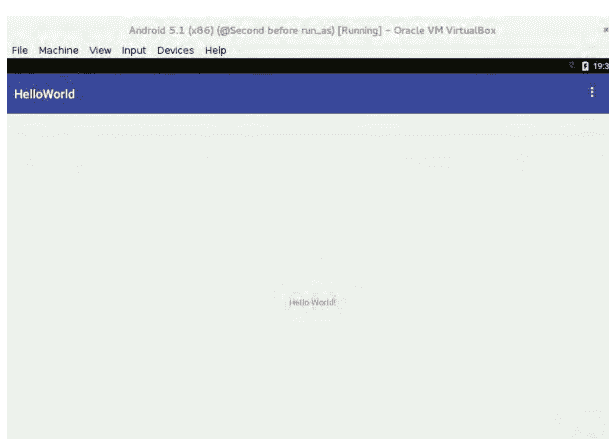 Android 5.1 (x86) (@Second before run_as) [Running] - Oracle VM VirtualBox
File Machine View Input Devices Help
19:3
HelloWorld
Hello World!